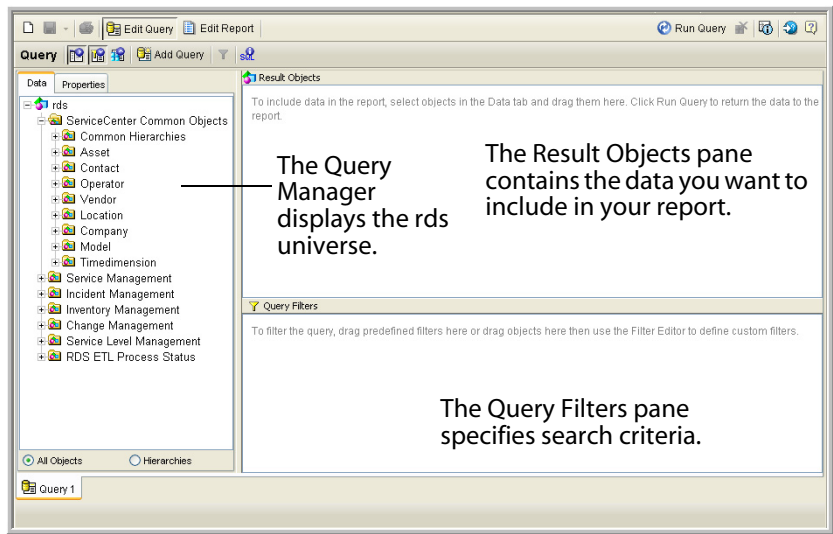 Edit Query Edit Report Run Query
Query Add Query SQL
Data Properties
rds
ServiceCenter Common Objects
Common Hierarchies
Asset
Contact
Operator
Vendor
Location
Company
Model
Timedimension
Service Management
Incident Management
Inventory Management
Change Management
Service Level Management
RDS ETL Process Status
All Objects Hierarchies
Query 1
Result Objects
To include data in the report, select objects in the Data tab and drag them here. Click Run Query to return the data to the
report.
The Query
Manager
displays the rds
universe.
The Result Objects pane
contains the data you want to
include in your report.
Query Filters
To filter the query, drag predefined filters here or drag objects here then use the Filter Editor to define custom filters.
The Query Filters pane
specifies search criteria.